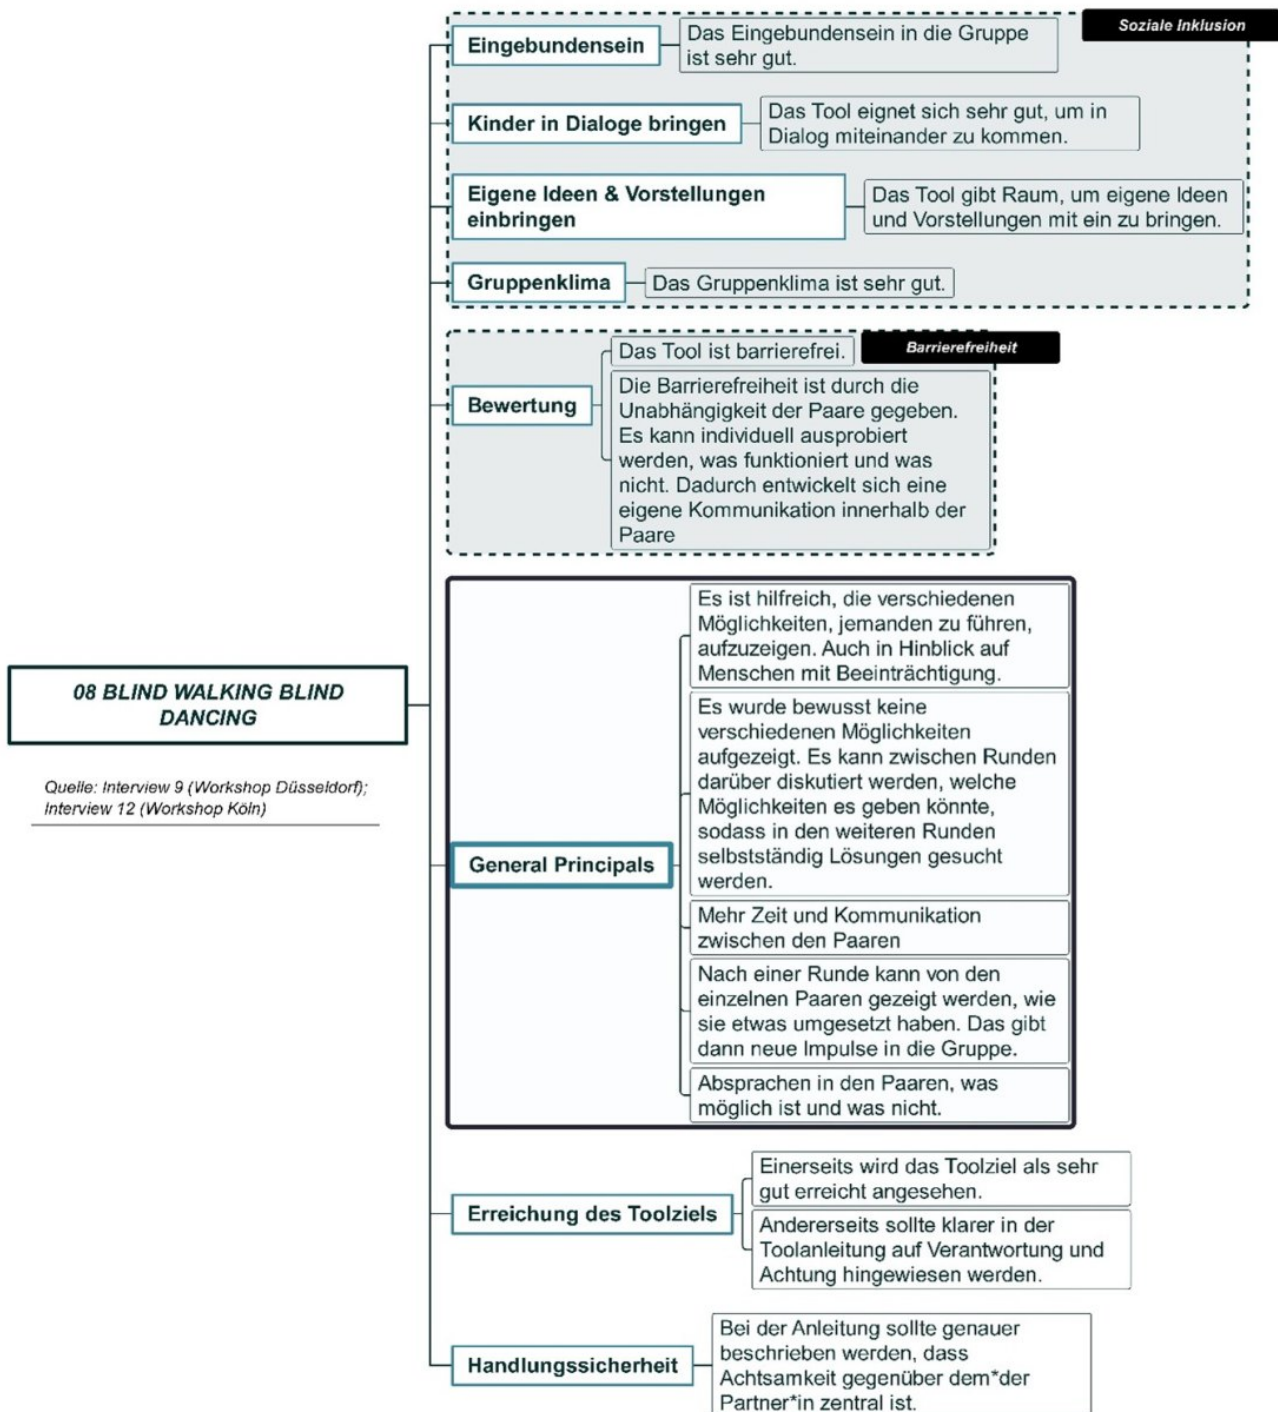 Soziale Inklusion
Eingebundensein
Das Eingebundensein in die Gruppe
ist sehr gut.
Kinder in Dialoge bringen
Das Tool eignet sich sehr gut, um in
Dialog miteinander zu kommen.
Eigene Ideen & Vorstellungen
einbringen
Das Tool gibt Raum, um eigene Ideen
und Vorstellungen mit ein zu bringen.
Gruppenklima
Das Gruppenklima ist sehr gut.
Barrierefreiheit
Bewertung
Das Tool ist barrierefrei.
Die Barrierefreiheit ist durch die
Unabhängigkeit der Paare gegeben.
Es kann individuell ausprobiert
werden, was funktioniert und was
nicht. Dadurch entwickelt sich eine
eigene Kommunikation innerhalb der
Paare
08 BLIND WALKING BLIND
DANCING
Quelle: Interview 9 (Workshop Düsseldorf);
Interview 12 (Workshop Köln)
General Principals
Es ist hilfreich, die verschiedenen
Möglichkeiten, jemanden zu führen,
aufzuzeigen. Auch in Hinblick auf
Menschen mit Beeinträchtigung.
Es wurde bewusst keine
verschiedenen Möglichkeiten
aufgezeigt. Es kann zwischen Runden
darüber diskutiert werden, welche
Möglichkeiten es geben könnte,
sodass in den weiteren Runden
selbstständig Lösungen gesucht
werden.
Mehr Zeit und Kommunikation
zwischen den Paaren
Nach einer Runde kann von den
einzelnen Paaren gezeigt werden, wie
sie etwas umgesetzt haben. Das gibt
dann neue Impulse in die Gruppe.
Absprachen in den Paaren, was
möglich ist und was nicht.
Erreichung des Toolziels
Einerseits wird das Toolziel als sehr
gut erreicht angesehen.
Andererseits sollte klarer in der
Toolanleitung auf Verantwortung und
Achtung hingewiesen werden.
Handlungssicherheit
Bei der Anleitung sollte genauer
beschrieben werden, dass
Achtsamkeit gegenüber dem*der
Partner*in zentral ist.